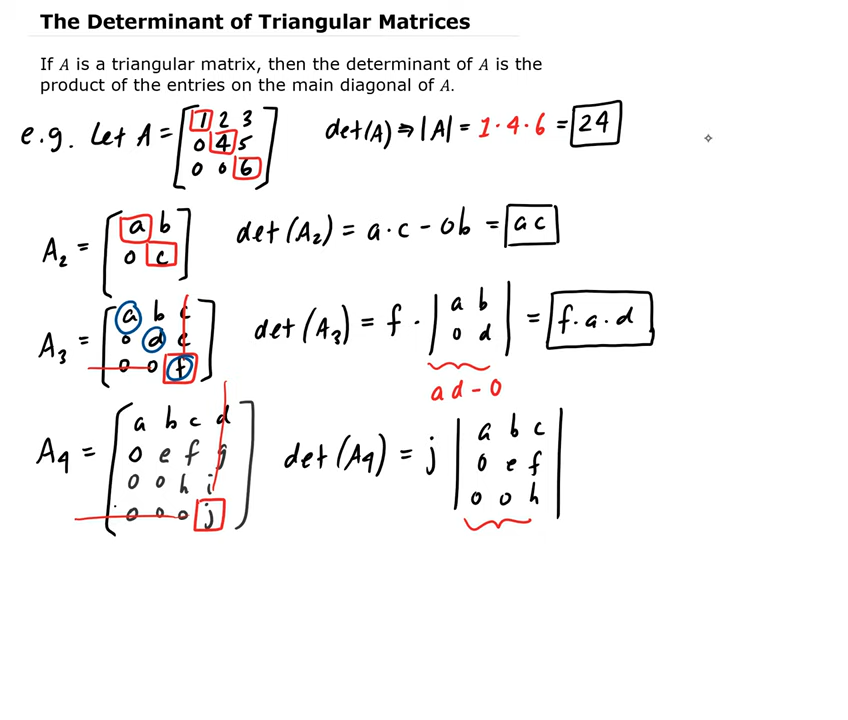 The Determinant of Triangular Matrices
If A is a triangular matrix, then the determinant of A is the
product of the entries on the main diagonal of A.
e.g. Let A = [1 2 3
0 4 5
0 0 6]
det(A) ⇒ |A| = 1·4·6 = 24
A₂ = [a b
0 c]
det(A₂) = a·c - 0b = ac
A₃ = [a b c
0 d e
0 0 f]
det(A₃) = f · |a b
0 d| = f·a·d
ad - 0
A₄ = [a b c d
0 e f g
0 0 h i
0 0 0 j]
det(A₄) = j |a b c
0 e f
0 0 h|